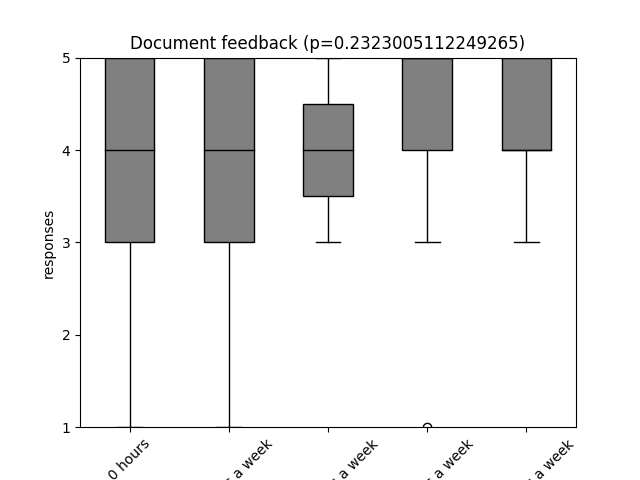 Document feedback (p=0.2323005112249265)
responses
5
4
3
2
1
0 hours
a week
a week
a week
a week